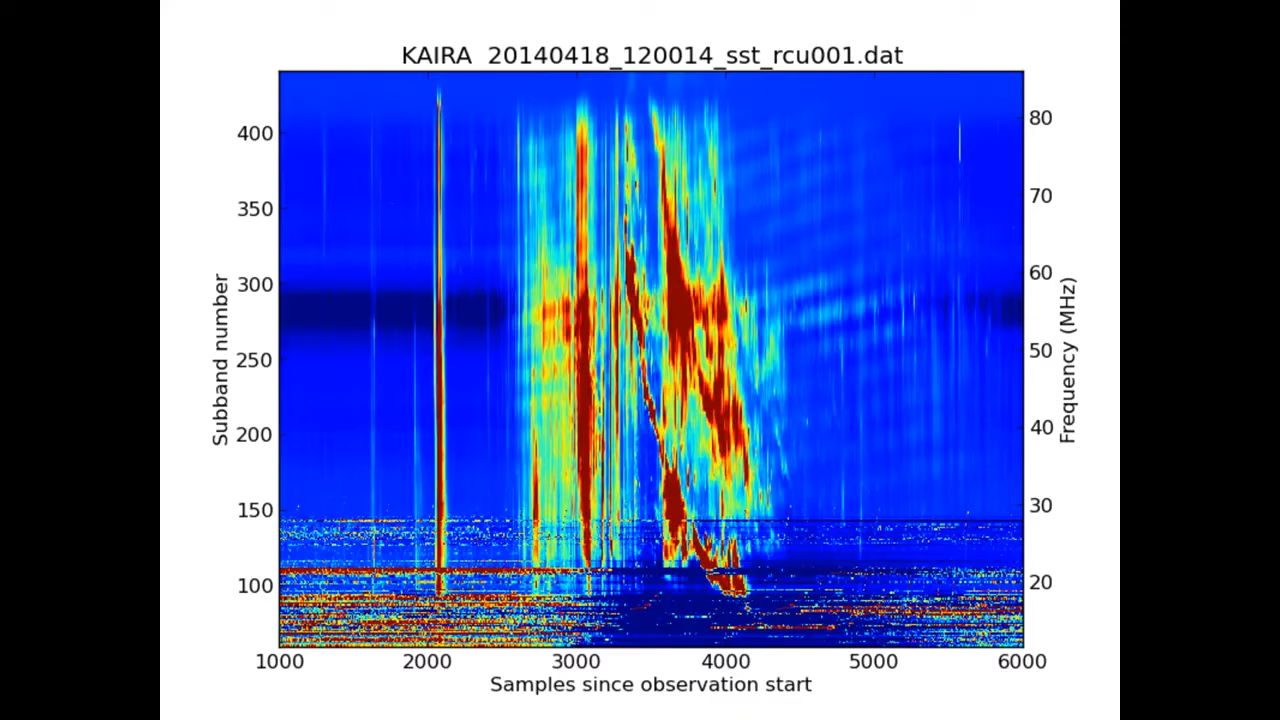 KAIRA 20140418_120014_sst_rcu001.dat
400
350
300
250
200
150
100
Subband number
80
70
60
50
40
30
20
Frequency (MHz)
1000 2000 3000 4000 5000 6000
Samples since observation start